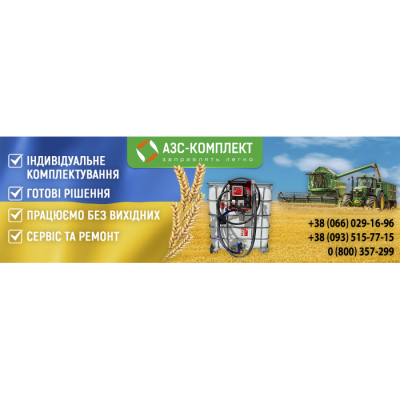 АЗС-КОМПЛЕКТ
заправлять легко
ІНДИВІДУАЛЬНЕ
КОМПЛЕКТУВАННЯ
ГОТОВІ РІШЕННЯ
ПРАЦЮЄМО БЕЗ ВИХІДНИХ
СЕРВІС ТА РЕМОНТ
+38 (066) 029-16-96
+38 (093) 515-77-15
0 (800) 357-299